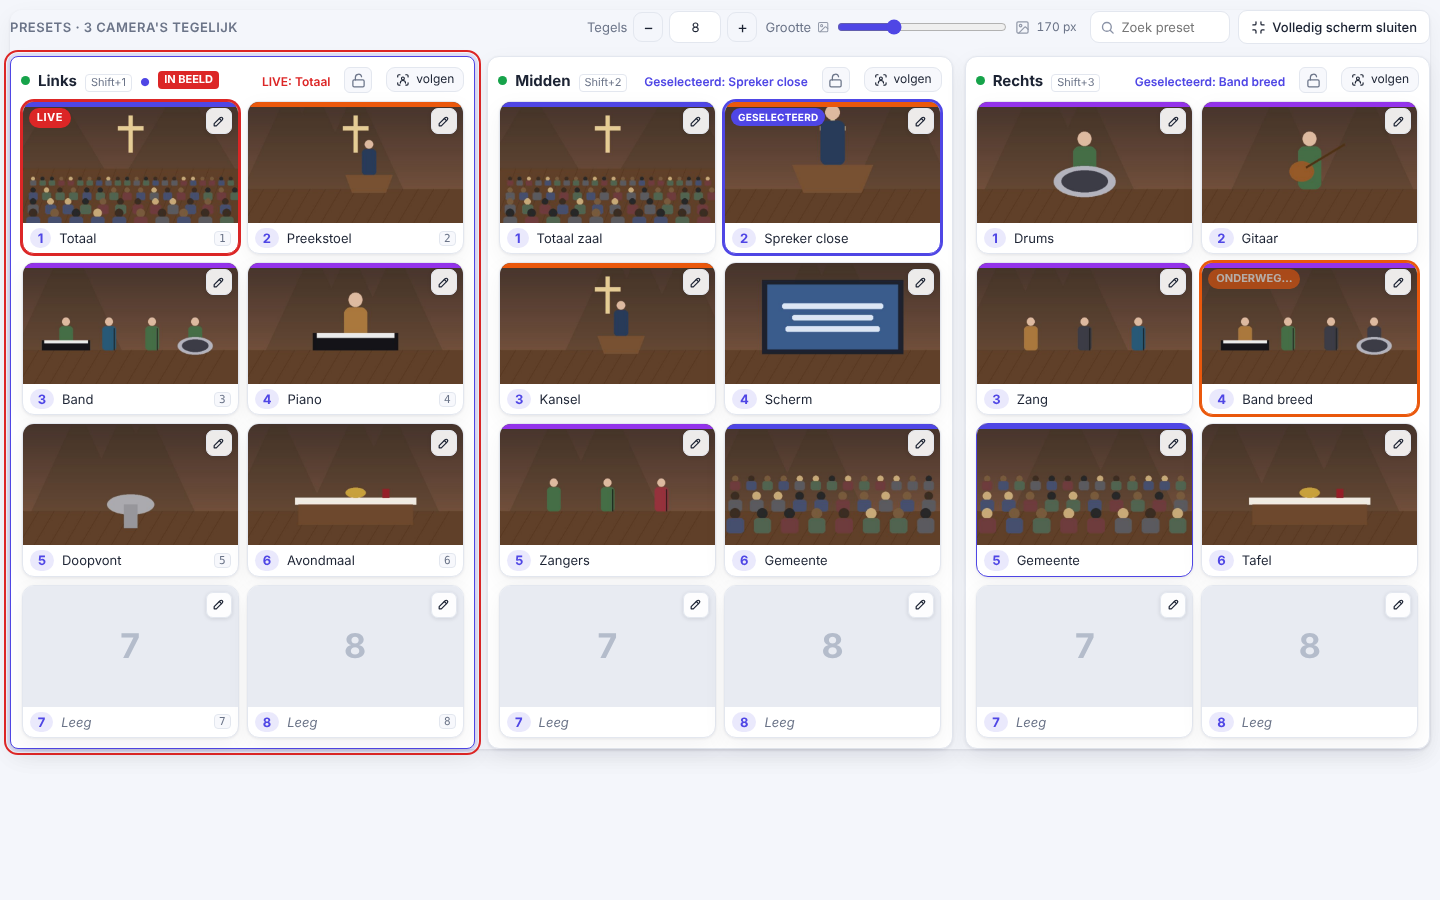 PRESETS · 3 CAMERA'S TEGELIJK
Tegels − 8 + Grootte 170 px Zoek preset Volledig scherm sluiten
Links Shift+1 IN BEELD LIVE: Totaal volgen
LIVE
1 Totaal 1
2 Preekstoel 2
3 Band 3
4 Piano 4
5 Doopvont 5
6 Avondmaal 6
7
8
7 Leeg 7
8 Leeg 8
Midden Shift+2 Geselecteerd: Spreker close volgen
GESELECTEERD
1 Totaal zaal
2 Spreker close
3 Kansel
4 Scherm
5 Zangers
6 Gemeente
7
8
7 Leeg
8 Leeg
Rechts Shift+3 Geselecteerd: Band breed volgen
1 Drums
2 Gitaar
ONDERWEG...
3 Zang
4 Band breed
5 Gemeente
6 Tafel
7
8
7 Leeg
8 Leeg